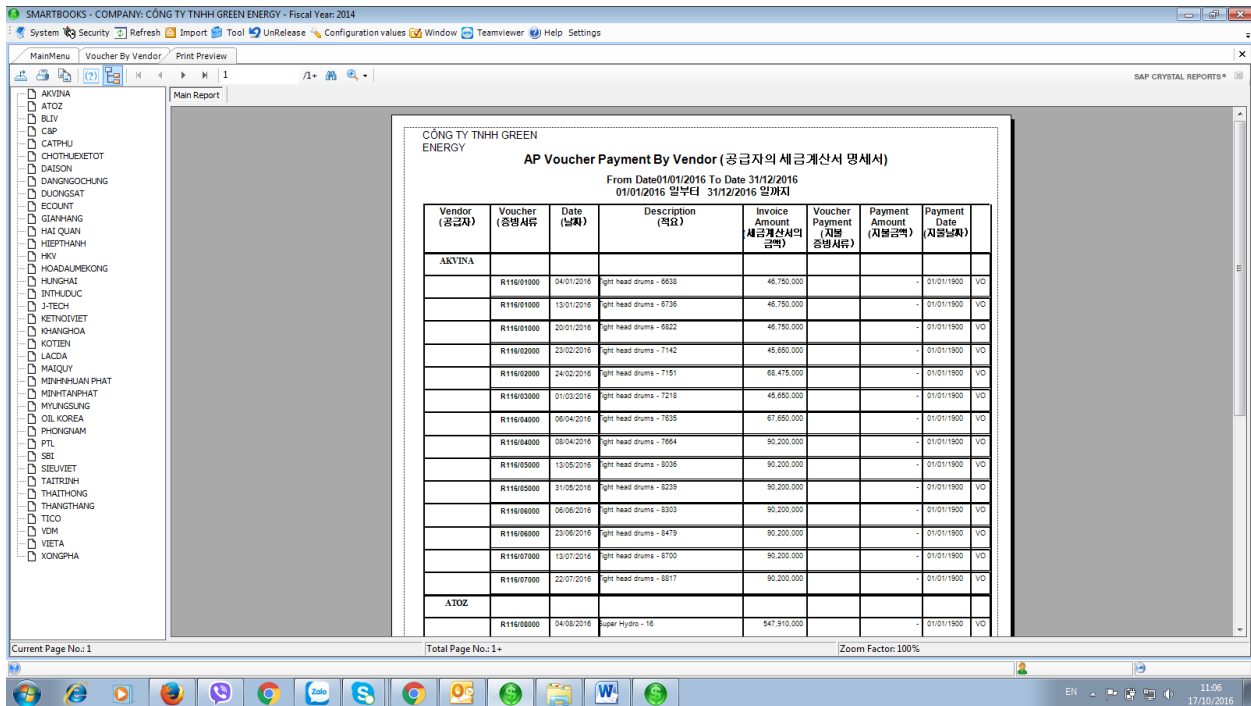 SMARTBOOKS - COMPANY: CÔNG TY TNHH GREEN ENERGY - Fiscal Year: 2014
System Security Refresh Import Tool UnRelease Configuration values Window Teamviewer Help Settings
MainMenu Voucher By Vendor Print Preview
1 /1+ SAP CRYSTAL REPORTS®
Main Report
AKVINA
ATOZ
BLIV
C&P
CATPHU
CHOTHUEXETOT
DAISON
DANGNGOCHUNG
DUONGSAT
ECOUNT
GIANHANG
HAI QUAN
HIEPTHANH
HKV
HOADAUMEKONG
HUNGHAI
INTHUDUC
J-TECH
KETNOIVIET
KHANGHOA
KOTIEN
LACDA
MAIQUY
MINHNHUAN PHAT
MINHTANPHAT
MYUNGSUNG
OIL KOREA
PHONGNAM
PTL
SBI
SIEUVIET
TAITRINH
THAITHONG
THANGTHANG
TICO
VDM
VIETA
XONGPHA
CÔNG TY TNHH GREEN
ENERGY
AP Voucher Payment By Vendor (공급자의 세금계산서 명세서)
From Date01/01/2016 To Date 31/12/2016
01/01/2016 일부터 31/12/2016 일까지
Vendor (공급자) Voucher (증빙서류 Date (날짜) Description (적요) Invoice Amount (세금계산서의 금액) Voucher Payment (지불 증빙서류) Payment Amount (지불금액) Payment Date (지불날짜)
AKVINA
R116/01000 04/01/2016 Tight head drums - 6638 46,750,000 - 01/01/1900 VO
R116/01000 13/01/2016 Tight head drums - 6736 46,750,000 - 01/01/1900 VO
R116/01000 20/01/2016 Tight head drums - 6822 46,750,000 - 01/01/1900 VO
R116/02000 23/02/2016 Tight head drums - 7142 45,650,000 - 01/01/1900 VO
R116/02000 24/02/2016 Tight head drums - 7151 68,475,000 - 01/01/1900 VO
R116/03000 01/03/2016 Tight head drums - 7218 45,650,000 - 01/01/1900 VO
R116/04000 06/04/2016 Tight head drums - 7635 67,650,000 - 01/01/1900 VO
R116/04000 08/04/2016 Tight head drums - 7664 90,200,000 - 01/01/1900 VO
R116/05000 13/05/2016 Tight head drums - 8036 90,200,000 - 01/01/1900 VO
R116/05000 31/05/2016 Tight head drums - 8239 90,200,000 - 01/01/1900 VO
R116/06000 06/06/2016 Tight head drums - 8303 90,200,000 - 01/01/1900 VO
R116/06000 23/06/2016 Tight head drums - 8479 90,200,000 - 01/01/1900 VO
R116/07000 13/07/2016 Tight head drums - 8700 90,200,000 - 01/01/1900 VO
R116/07000 22/07/2016 Tight head drums - 8817 90,200,000 - 01/01/1900 VO
ATOZ
R116/08000 04/08/2016 Super Hydro - 16 547,910,000 - 01/01/1900 VO
Current Page No.: 1 Total Page No.: 1+ Zoom Factor: 100%
Zalo
EN 11:06
17/10/2016